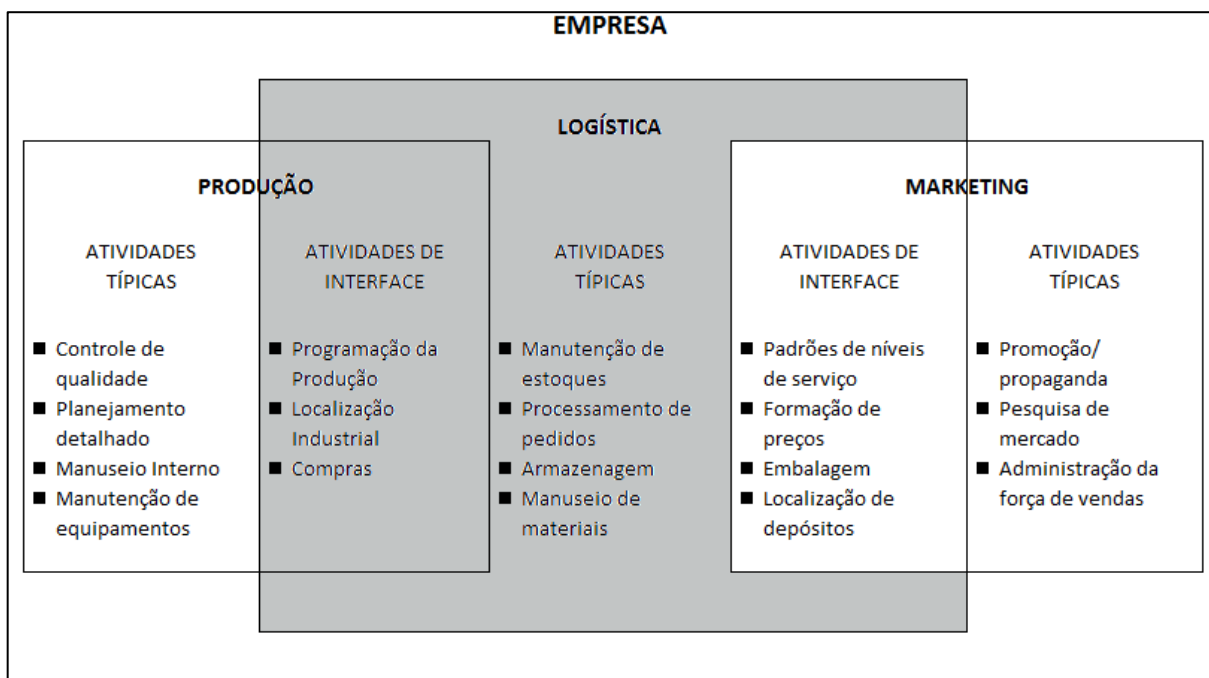 EMPRESA
LOGÍSTICA
PRODUÇÃO
MARKETING
ATIVIDADES
TÍPICAS
■ Controle de
qualidade
■ Planejamento
detalhado
■ Manuseio Interno
■ Manutenção de
equipamentos
ATIVIDADES DE
INTERFACE
■ Programação da
Produção
■ Localização
Industrial
■ Compras
ATIVIDADES
TÍPICAS
■ Manutenção de
estoques
■ Processamento de
pedidos
■ Armazenagem
■ Manuseio de
materiais
ATIVIDADES DE
INTERFACE
■ Padrões de níveis
de serviço
■ Formação de
preços
■ Embalagem
■ Localização de
depósitos
ATIVIDADES
TÍPICAS
■ Promoção/
propaganda
■ Pesquisa de
mercado
■ Administração da
força de vendas